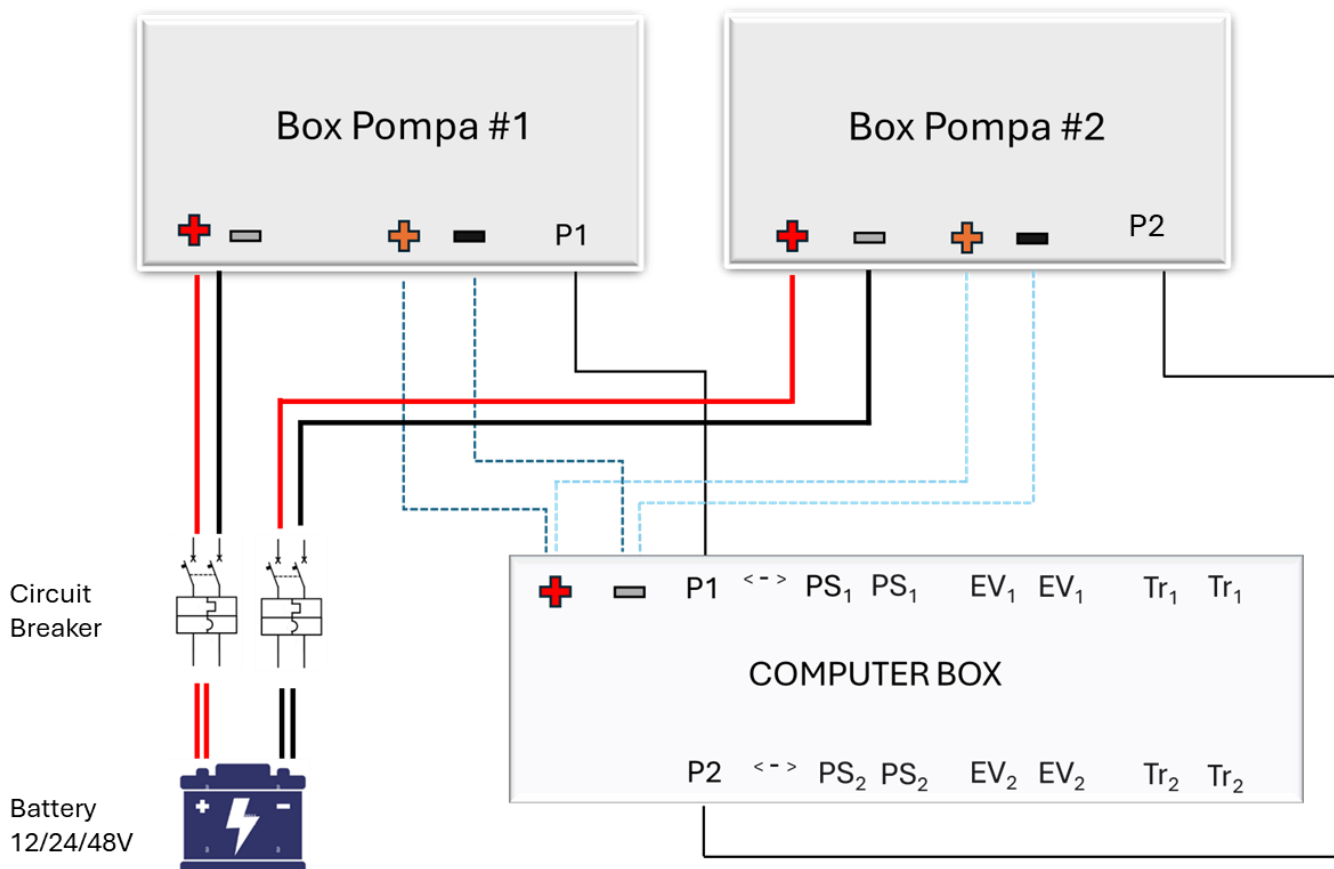 Box Pompa #1
Box Pompa #2
P1
P2
Circuit
Breaker
P1 <-> PS₁ PS₁ EV₁ EV₁ Tr₁ Tr₁
COMPUTER BOX
P2 <-> PS₂ PS₂ EV₂ EV₂ Tr₂ Tr₂
Battery
12/24/48V